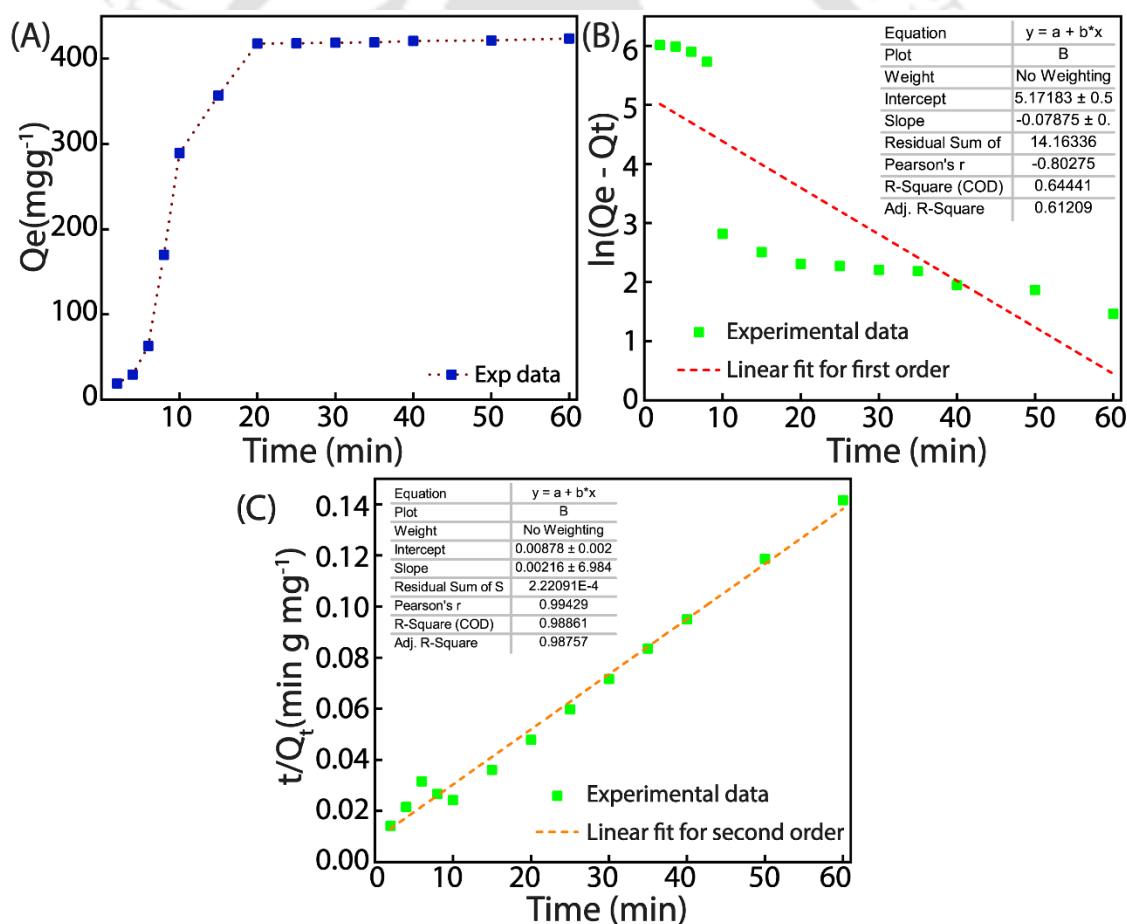 (A)
Qe(mgg⁻¹)
400
300
200
100
0
10 20 30 40 50 60
Time (min)
Exp data
(B)
ln(Qe - Qt)
7
6
5
4
3
2
1
0
0 10 20 30 40 50 60
Time (min)
Equation y = a + b*x
Plot B
Weight No Weighting
Intercept 5.17183 ± 0.5
Slope -0.07875 ± 0.
Residual Sum of 14.16336
Pearson's r -0.80275
R-Square (COD) 0.64441
Adj. R-Square 0.61209
Experimental data
Linear fit for first order
(C)
t/Qt(min g mg⁻¹)
0.14
0.12
0.10
0.08
0.06
0.04
0.02
0.00
0 10 20 30 40 50 60
Time (min)
Equation y = a + b*x
Plot B
Weight No Weighting
Intercept 0.00878 ± 0.002
Slope 0.00216 ± 6.984
Residual Sum of S 2.22091E-4
Pearson's r 0.99429
R-Square (COD) 0.98861
Adj. R-Square 0.98757
Experimental data
Linear fit for second order